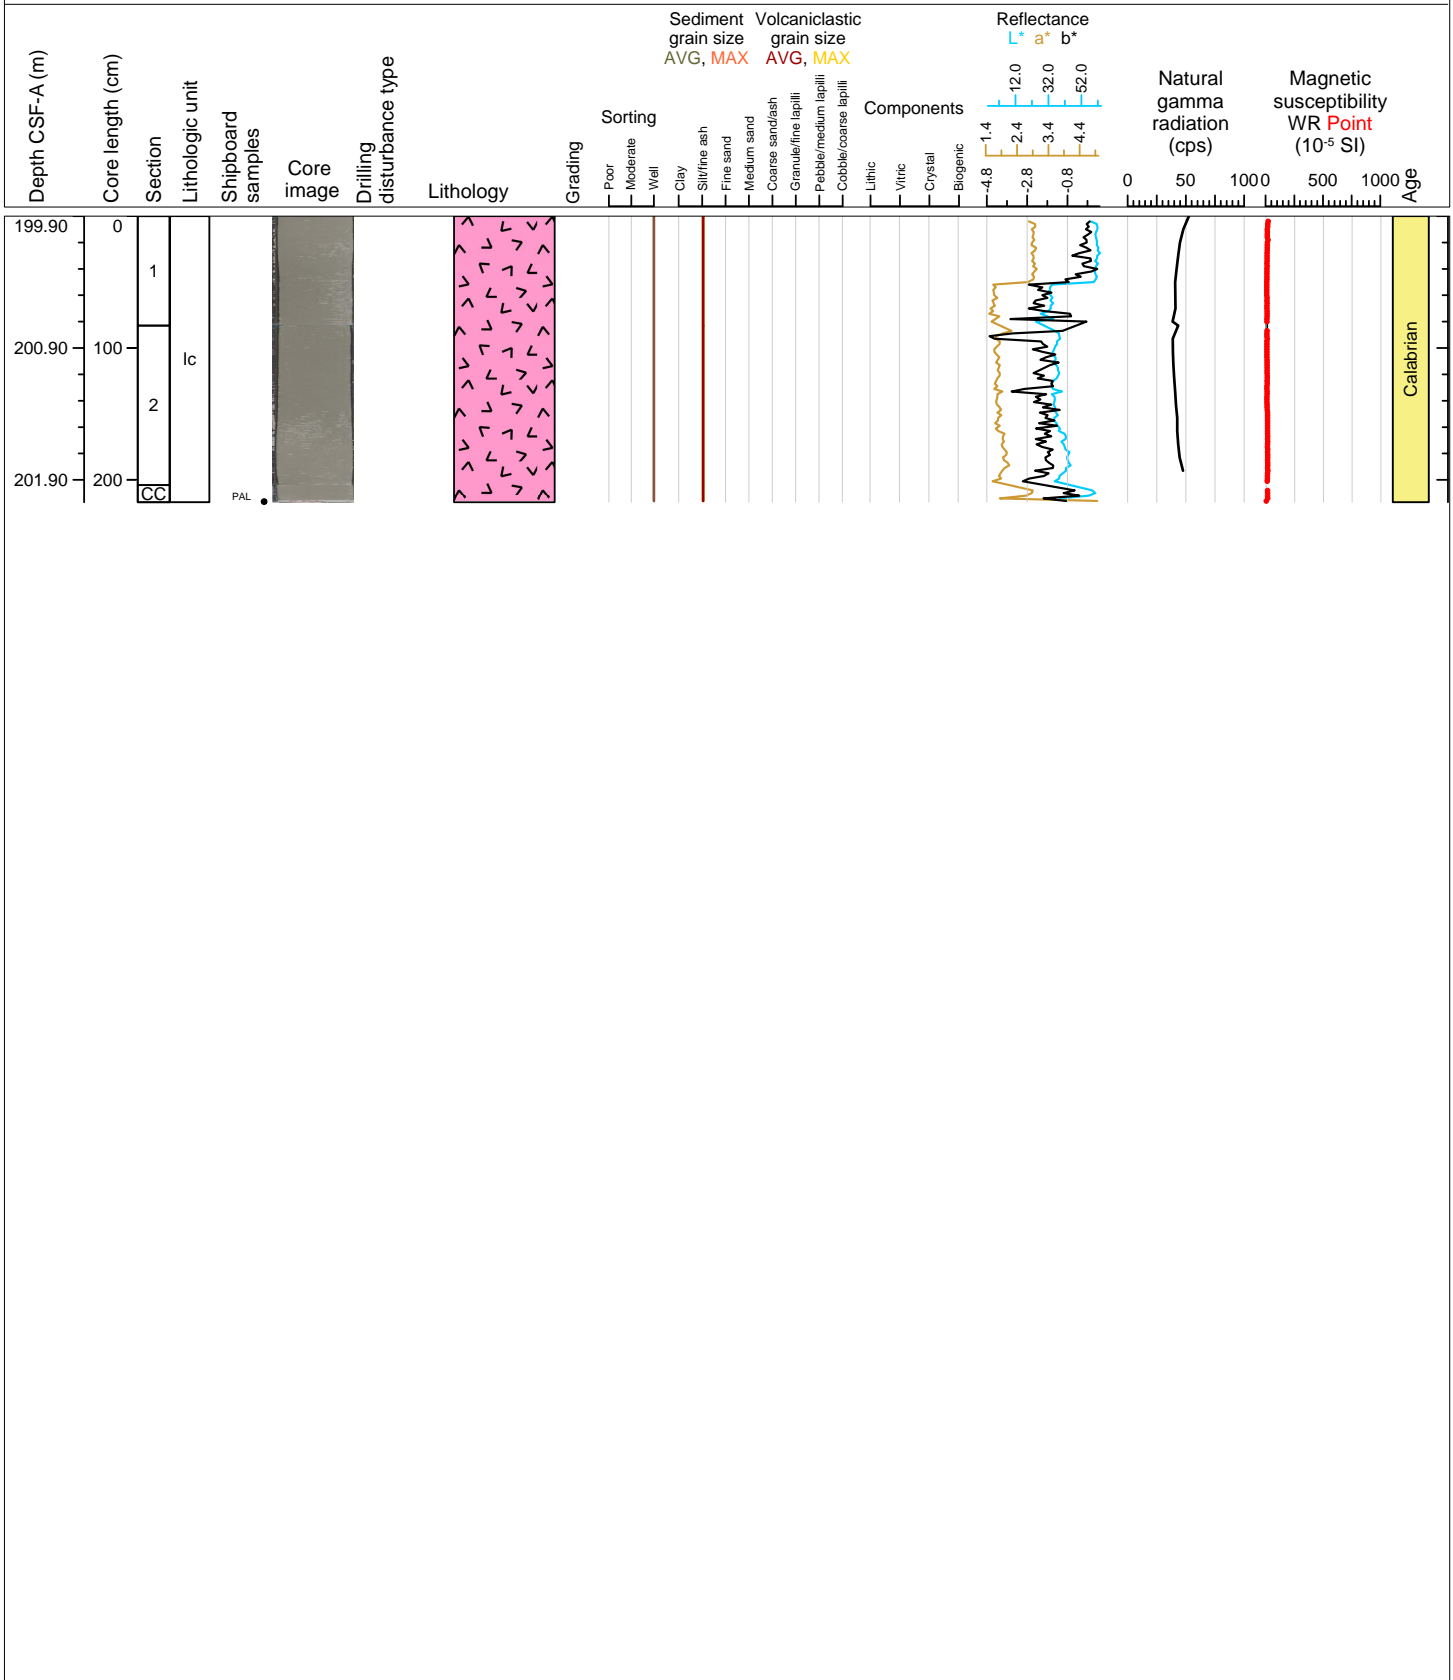 Depth CSF-A (m)
Core length (cm)
Section
Lithologic unit
Shipboard
samples
Core
image
Drilling
disturbance type
Lithology
Grading
Sorting
Poor
Moderate
Well
Sediment
grain size
AVG, MAX
Volcaniclastic
grain size
AVG, MAX
Clay
Silt/fine ash
Fine sand
Medium sand
Coarse sand/ash
Granule/fine lapilli
Pebble/medium lapilli
Cobble/coarse lapilli
Components
Lithic
Vitric
Crystal
Biogenic
Reflectance
L* a* b*
12.0 32.0 52.0
1.4 2.4 3.4 4.4
-4.8 -2.8 -0.8
Natural
gamma
radiation
(cps)
0 50 100
Magnetic
susceptibility
WR Point
(10-5 SI)
0 500 1000
Age
199.90 0
1
200.90 100
Ic
2
201.90 200
CC
PAL
Calabrian